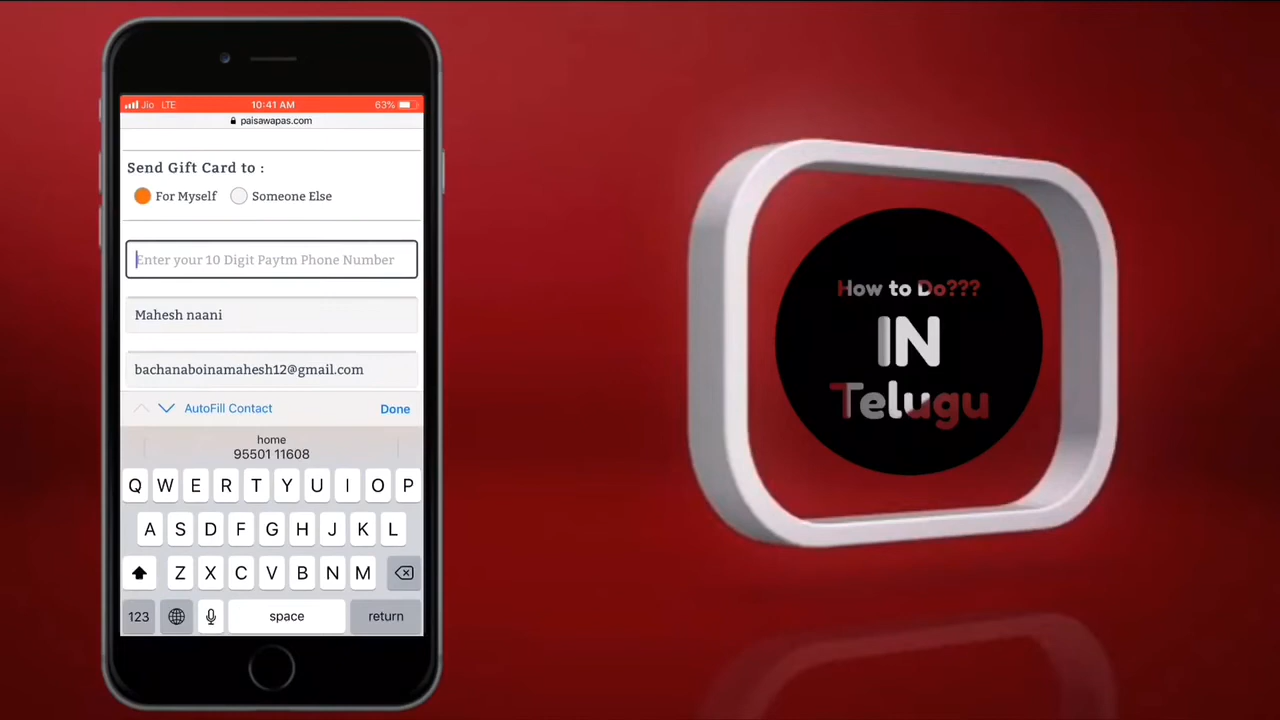 Jio LTE 10:41 AM 63%
paisawapas.com
Send Gift Card to :
For Myself Someone Else
Enter your 10 Digit Paytm Phone Number
Mahesh naani
bachanaboinamahesh12@gmail.com
AutoFill Contact Done
home
95501 11608
Q W E R T Y U I O P
A S D F G H J K L
Z X C V B N M
123 space return
How to Do???
IN
Telugu